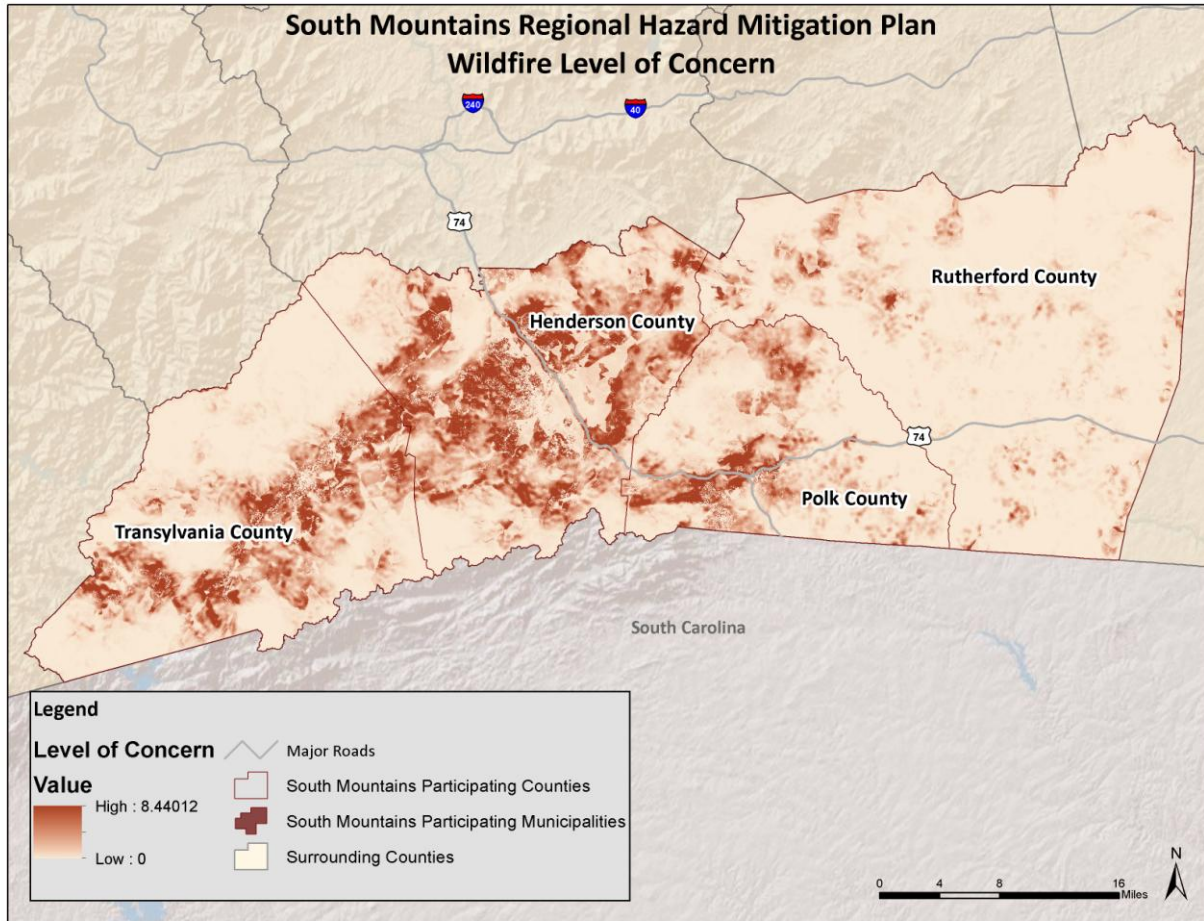 South Mountains Regional Hazard Mitigation Plan
Wildfire Level of Concern
240
40
74
Rutherford County
Henderson County
74
Polk County
Transylvania County
South Carolina
Legend
Level of Concern
Value
High : 8.44012
Low : 0
Major Roads
South Mountains Participating Counties
South Mountains Participating Municipalities
Surrounding Counties
N
0 4 8 16
Miles